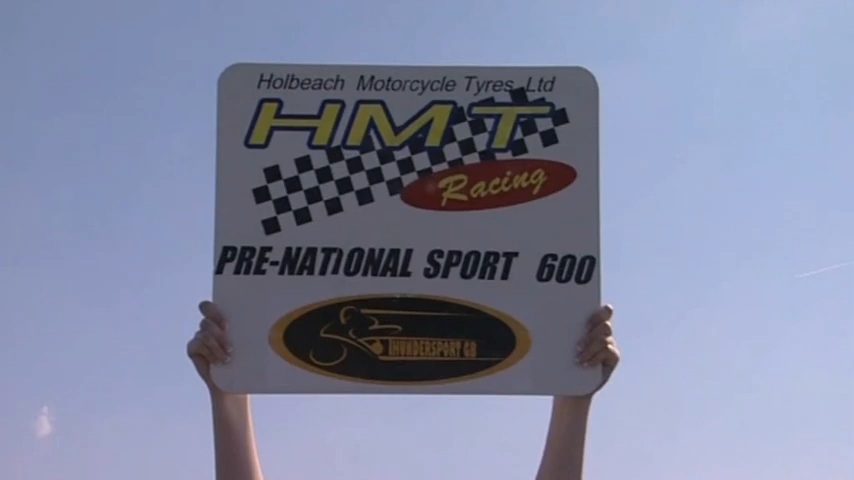 Holbeach Motorcycle Tyres Ltd
HMT
Racing
PRE-NATIONAL SPORT 600
THUNDERSPORT GB